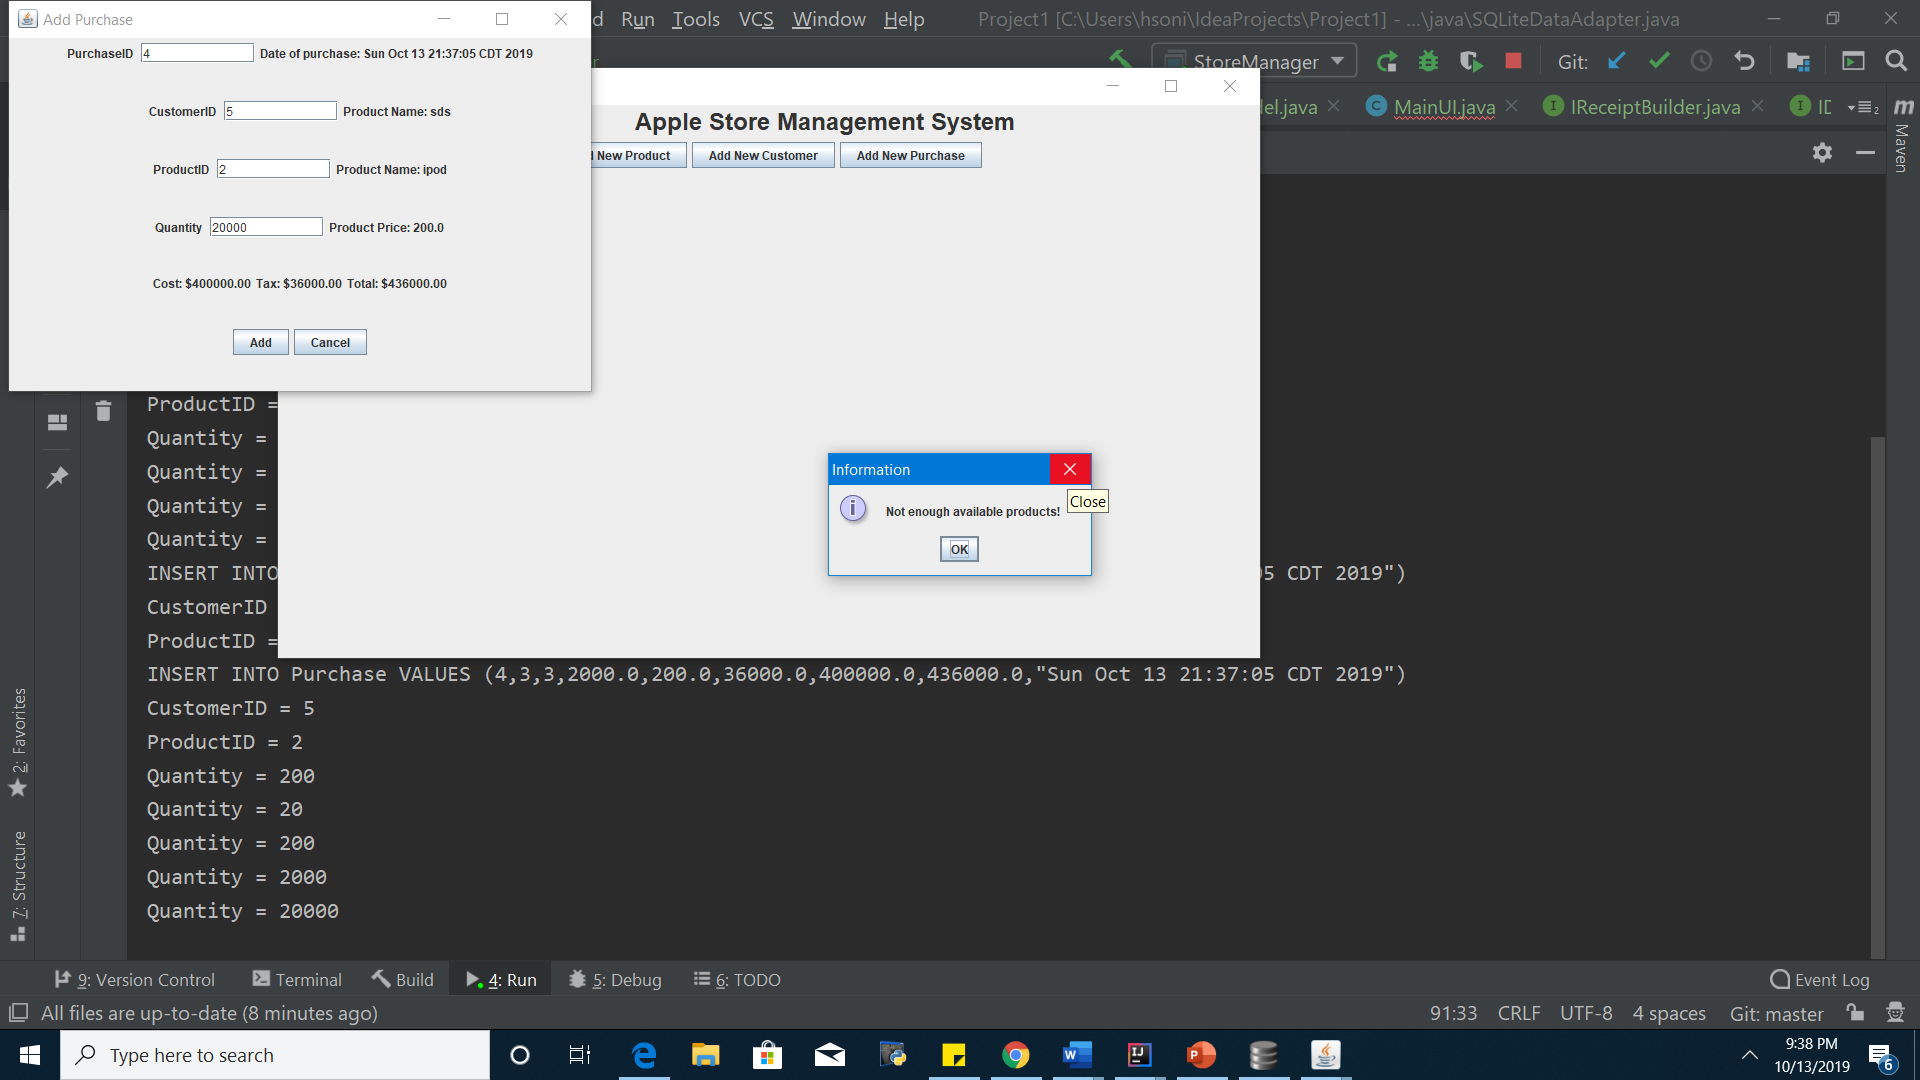 Add Purchase
PurchaseID 4 Date of purchase: Sun Oct 13 21:37:05 CDT 2019
CustomerID 5 Product Name: sds
ProductID 2 Product Name: ipod
Quantity 20000 Product Price: 200.0
Cost: $400000.00 Tax: $36000.00 Total: $436000.00
Add Cancel
Run Tools VCS Window Help Project1 [C:\Users\hsoni\IdeaProjects\Project1] - ...\java\SQLiteDataAdapter.java
StoreManager Git:
MainUI.java IReceiptBuilder.java
m Maven
Apple Store Management System
New Product Add New Customer Add New Purchase
Information
Not enough available products!
OK
Close
ProductID =
Quantity =
Quantity =
Quantity =
Quantity =
INSERT INTO 5 CDT 2019")
CustomerID
ProductID =
INSERT INTO Purchase VALUES (4,3,3,2000.0,200.0,36000.0,400000.0,436000.0,"Sun Oct 13 21:37:05 CDT 2019")
CustomerID = 5
ProductID = 2
Quantity = 200
Quantity = 20
Quantity = 200
Quantity = 2000
Quantity = 20000
2: Favorites
7: Structure
9: Version Control Terminal Build 4: Run 5: Debug 6: TODO Event Log
All files are up-to-date (8 minutes ago) 91:33 CRLF UTF-8 4 spaces Git: master
Type here to search
9:38 PM
10/13/2019
6